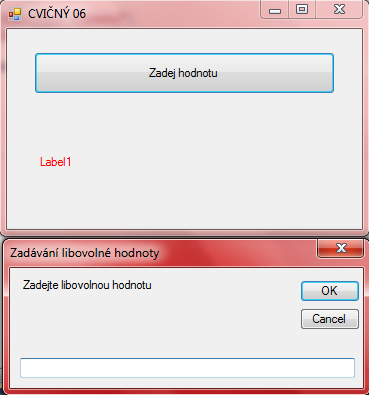 CVIČNÝ 06
Zadej hodnotu
Label1
Zadávání libovolné hodnoty
Zadejte libovolnou hodnotu
OK
Cancel